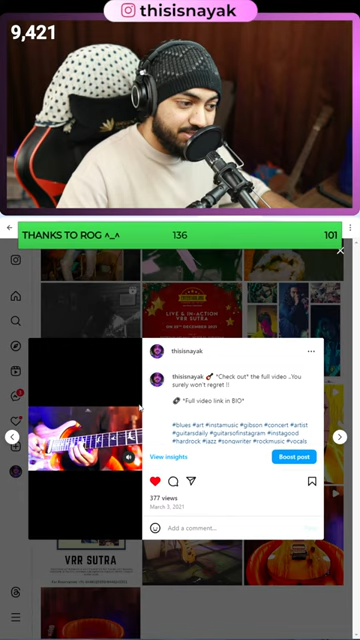 thisisnayak
9,421
THANKS TO ROG ^_^ 136 101
LIVE & IN-ACTION
VRR SUTRA
thisisnayak
thisisnayak 🚀 *Check out* the full video ..You
surely won't regret !!
*Full video link in BIO*
#blues #art #instamusic #gibson #concert #artist
#guitarsdaily #guitarsofinstagram #instagood
#hardrock #jazz #songwriter #rockmusic #vocals
View insights
Boost post
377 views
March 3, 2021
Add a comment...
VRR SUTRA